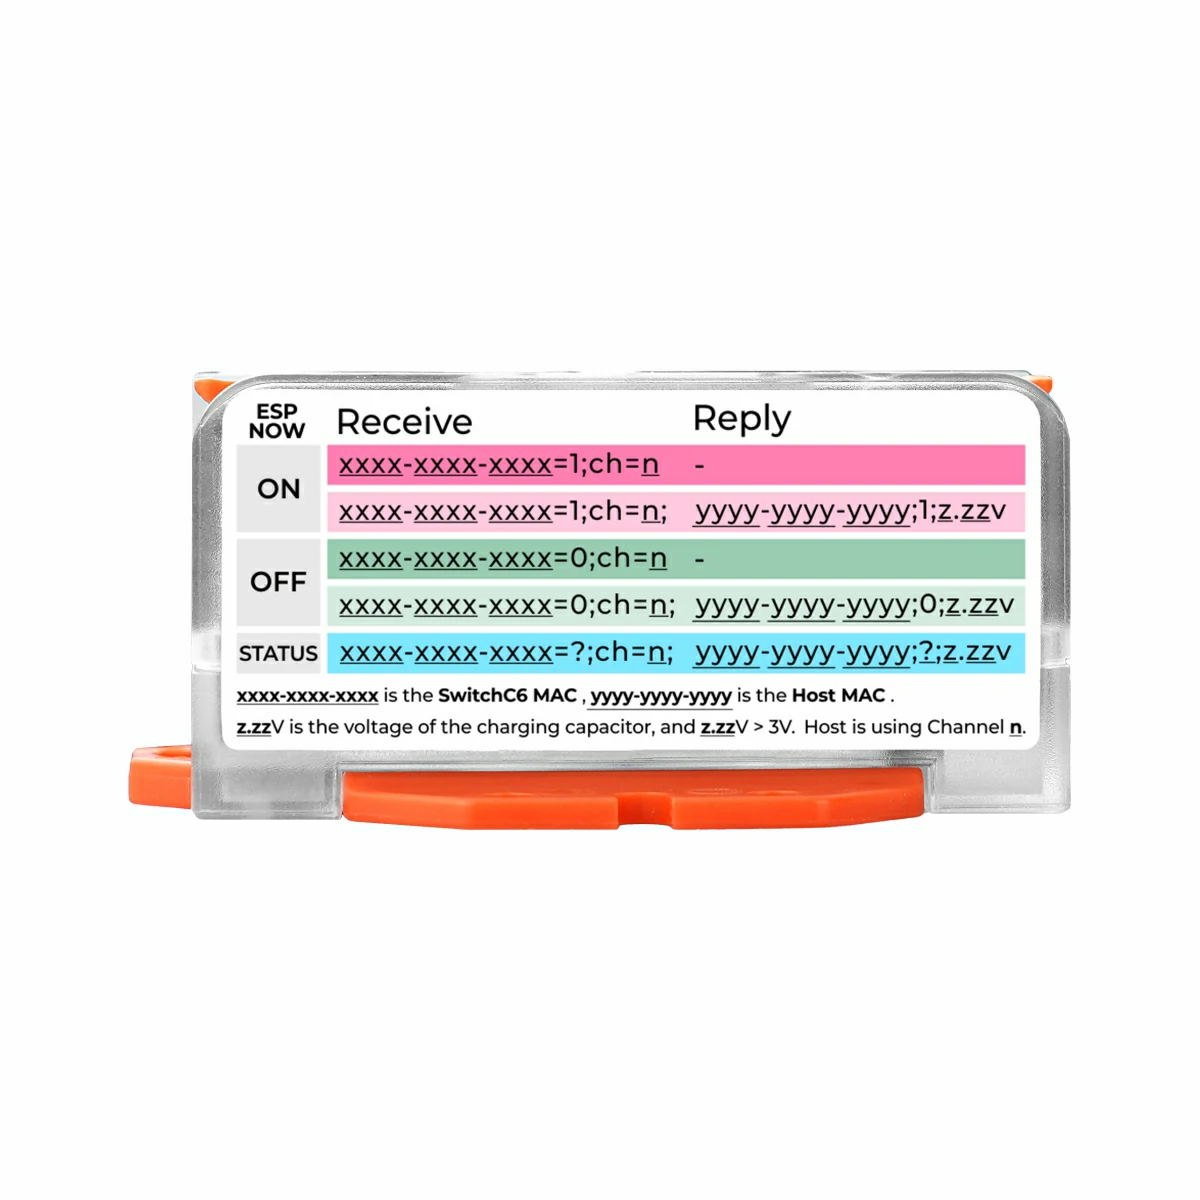 ESP
NOW
Receive Reply
ON
xxxx-xxxx-xxxx=1;ch=n -
xxxx-xxxx-xxxx=1;ch=n; yyyy-yyyy-yyyy;1;z.zzv
OFF
xxxx-xxxx-xxxx=0;ch=n -
xxxx-xxxx-xxxx=0;ch=n; yyyy-yyyy-yyyy;0;z.zzv
STATUS xxxx-xxxx-xxxx=?;ch=n; yyyy-yyyy-yyyy;?;z.zzv
xxxx-xxxx-xxxx is the SwitchC6 MAC , yyyy-yyyy-yyyy is the Host MAC .
z.zzV is the voltage of the charging capacitor, and z.zzV > 3V. Host is using Channel n.